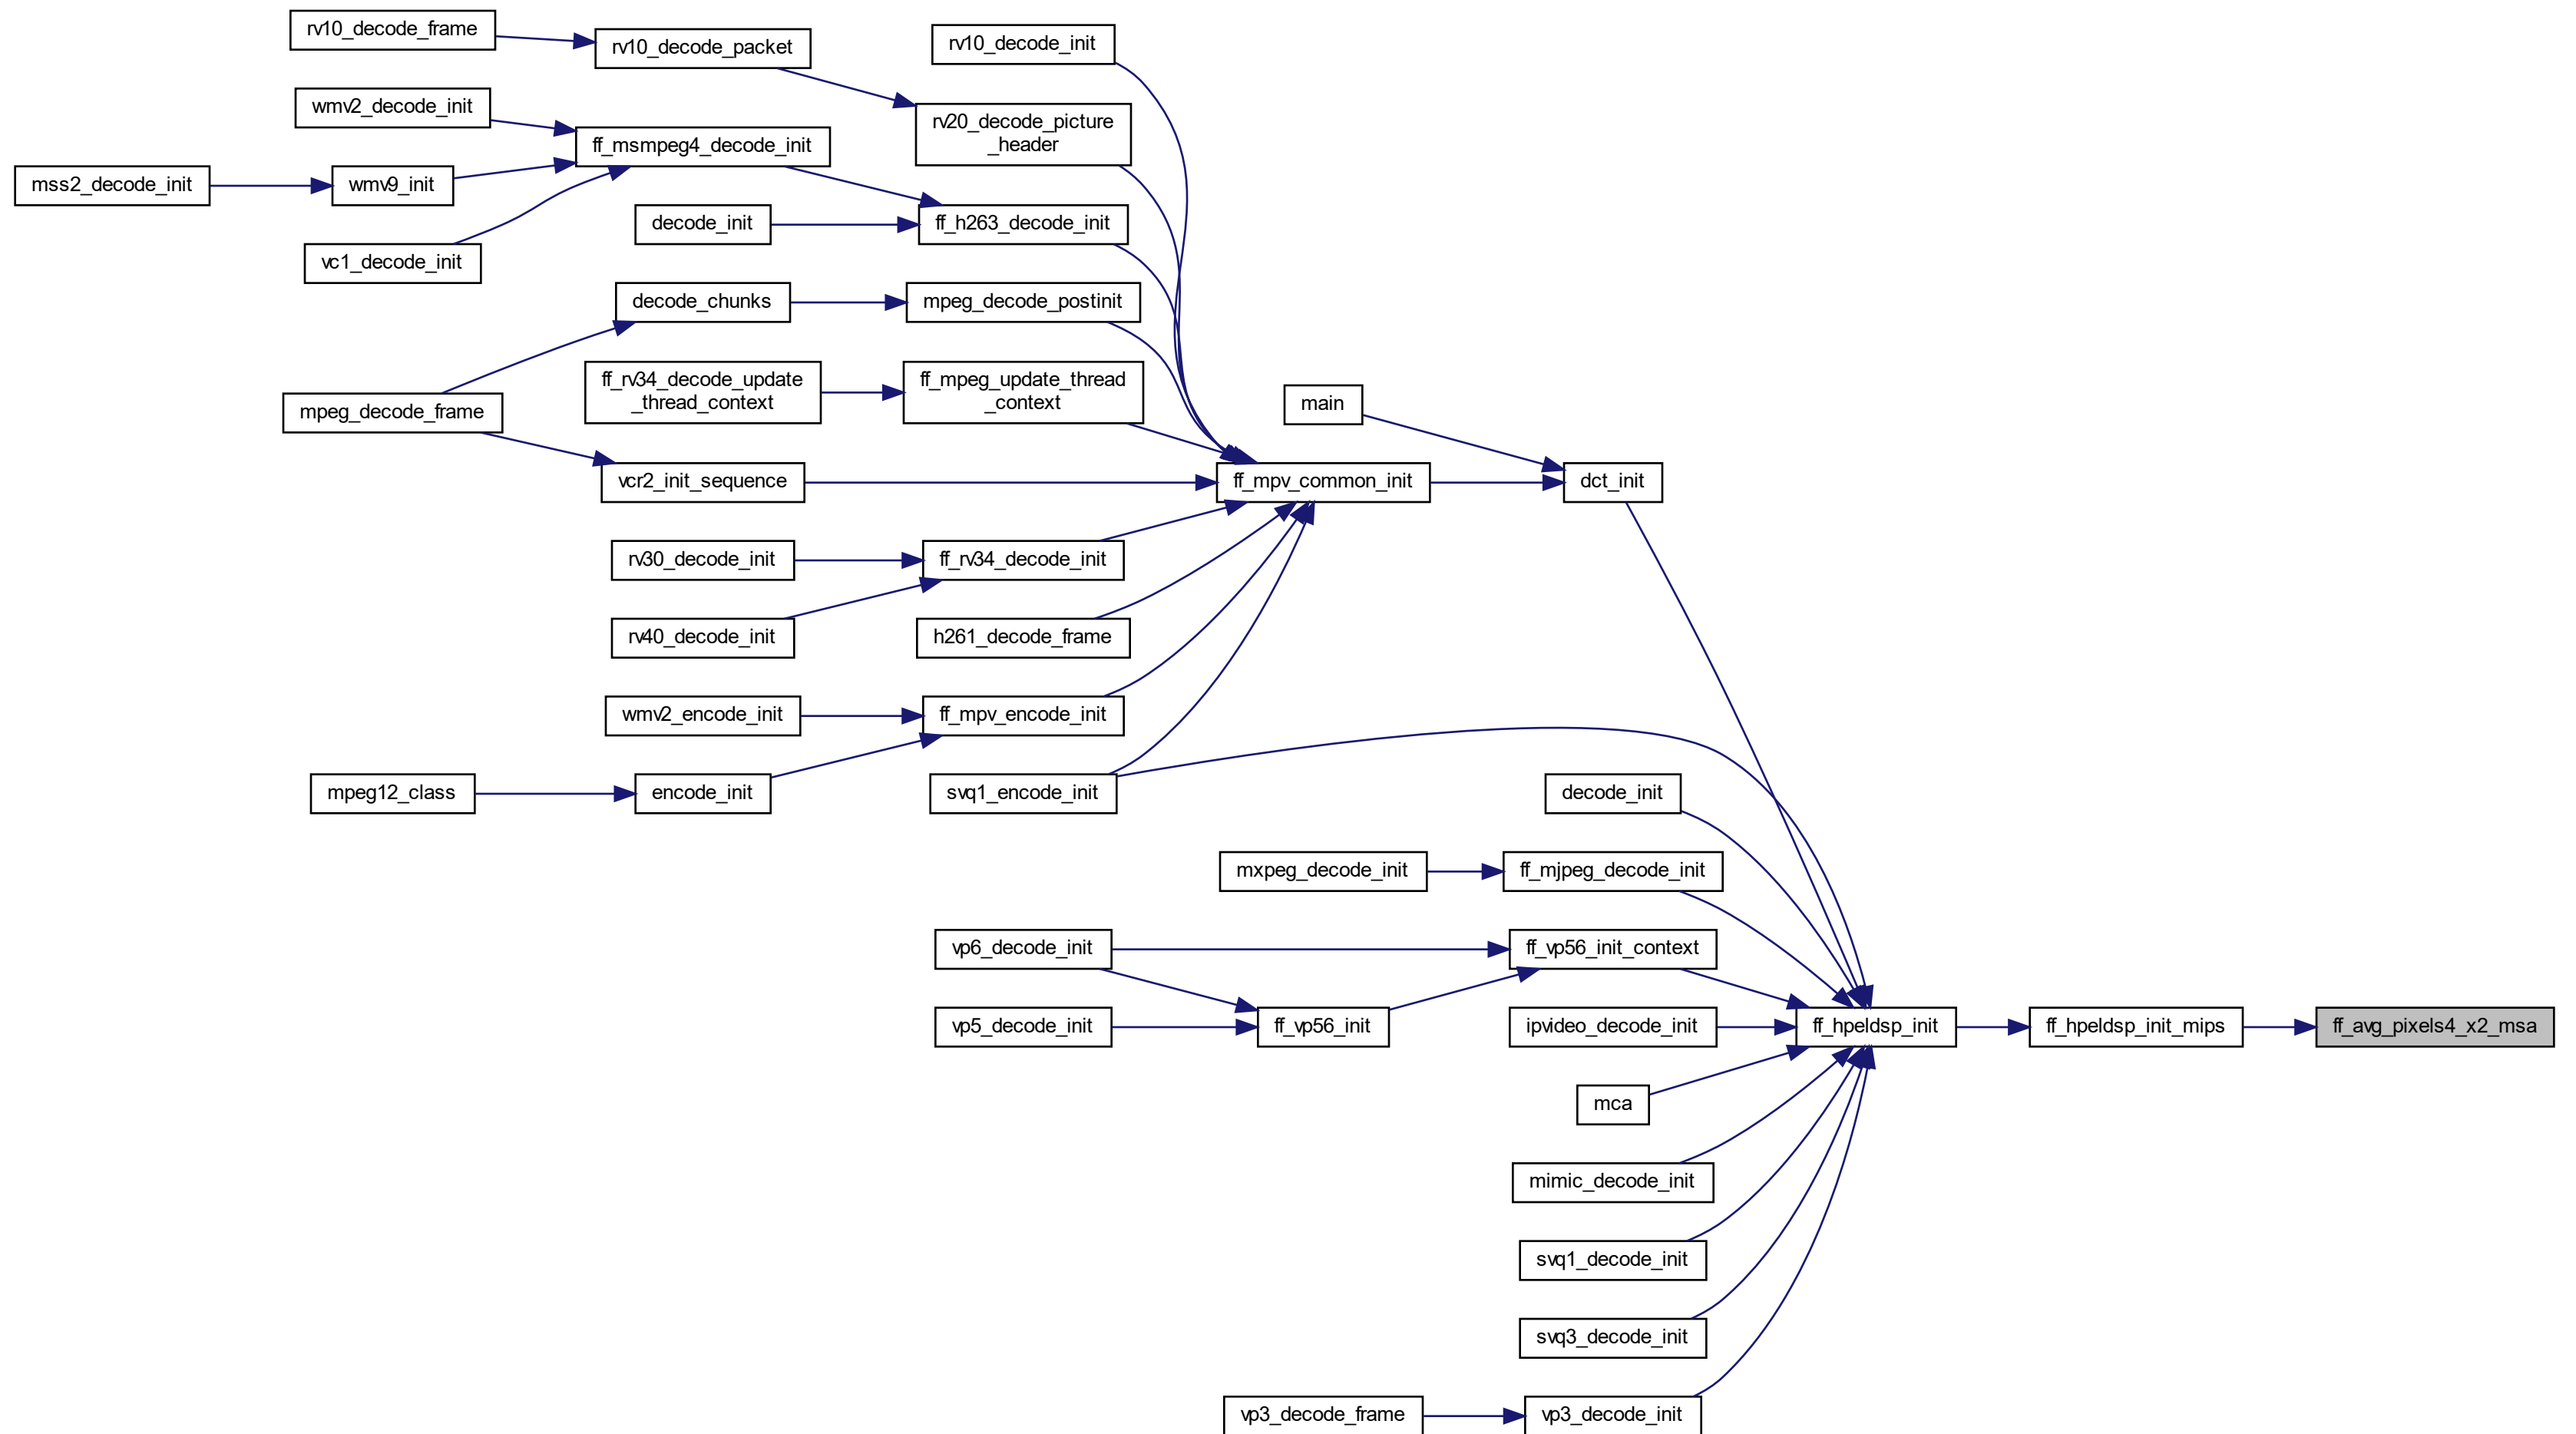 rv10_decode_frame
rv10_decode_packet
rv10_decode_init
wmv2_decode_init
rv20_decode_picture
_header
ff_msmpeg4_decode_init
mss2_decode_init
wmv9_init
decode_init
ff_h263_decode_init
vc1_decode_init
decode_chunks
mpeg_decode_postinit
ff_rv34_decode_update
_thread_context
ff_mpeg_update_thread
_context
mpeg_decode_frame
main
vcr2_init_sequence
ff_mpv_common_init
dct_init
rv30_decode_init
ff_rv34_decode_init
rv40_decode_init
h261_decode_frame
wmv2_encode_init
ff_mpv_encode_init
mpeg12_class
encode_init
svq1_encode_init
decode_init
mxpeg_decode_init
ff_mjpeg_decode_init
vp6_decode_init
ff_vp56_init_context
vp5_decode_init
ff_vp56_init
ipvideo_decode_init
ff_hpeldsp_init
ff_hpeldsp_init_mips
ff_avg_pixels4_x2_msa
mca
mimic_decode_init
svq1_decode_init
svq3_decode_init
vp3_decode_frame
vp3_decode_init